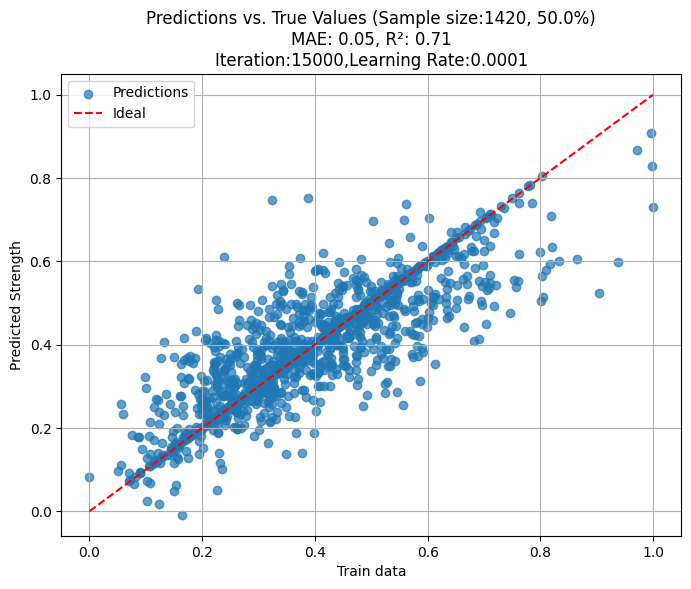 Predictions vs. True Values (Sample size:1420, 50.0%)
MAE: 0.05, R²: 0.71
Iteration:15000,Learning Rate:0.0001
Predictions
Ideal
1.0
0.8
0.6
0.4
0.2
0.0
Predicted Strength
0.0 0.2 0.4 0.6 0.8 1.0
Train data